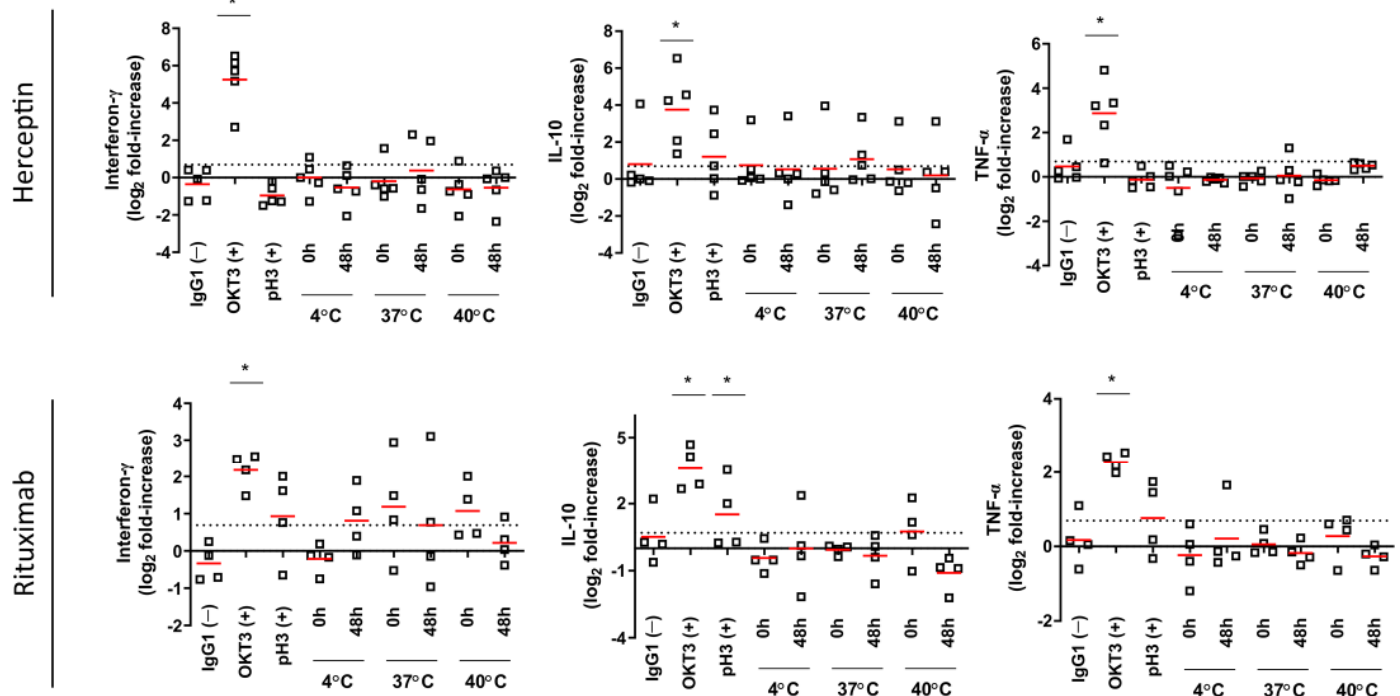 Herceptin
*
Interferon-γ
(log2 fold-increase)
8
6
4
2
0
-2
-4
IgG1 (–)
OKT3 (+)
pH3 (+)
0h
48h
0h
48h
0h
48h
4°C
37°C
40°C
*
IL-10
(log2 fold-increase)
8
6
4
2
0
-2
-4
IgG1 (–)
OKT3 (+)
pH3 (+)
0h
48h
0h
48h
0h
48h
4°C
37°C
40°C
*
TNF-α
(log2 fold-increase)
6
4
2
0
-2
-4
IgG1 (–)
OKT3 (+)
pH3 (+)
0h
48h
0h
48h
0h
48h
4°C
37°C
40°C
Rituximab
*
Interferon-γ
(log2 fold-increase)
4
3
2
1
0
-1
-2
IgG1 (–)
OKT3 (+)
pH3 (+)
0h
48h
0h
48h
0h
48h
4°C
37°C
40°C
* *
IL-10
(log2 fold-increase)
5
2
-1
-4
IgG1 (–)
OKT3 (+)
pH3 (+)
0h
48h
0h
48h
0h
48h
4°C
37°C
40°C
*
TNF-α
(log2 fold-increase)
4
2
0
-2
IgG1 (–)
OKT3 (+)
pH3 (+)
0h
48h
0h
48h
0h
48h
4°C
37°C
40°C